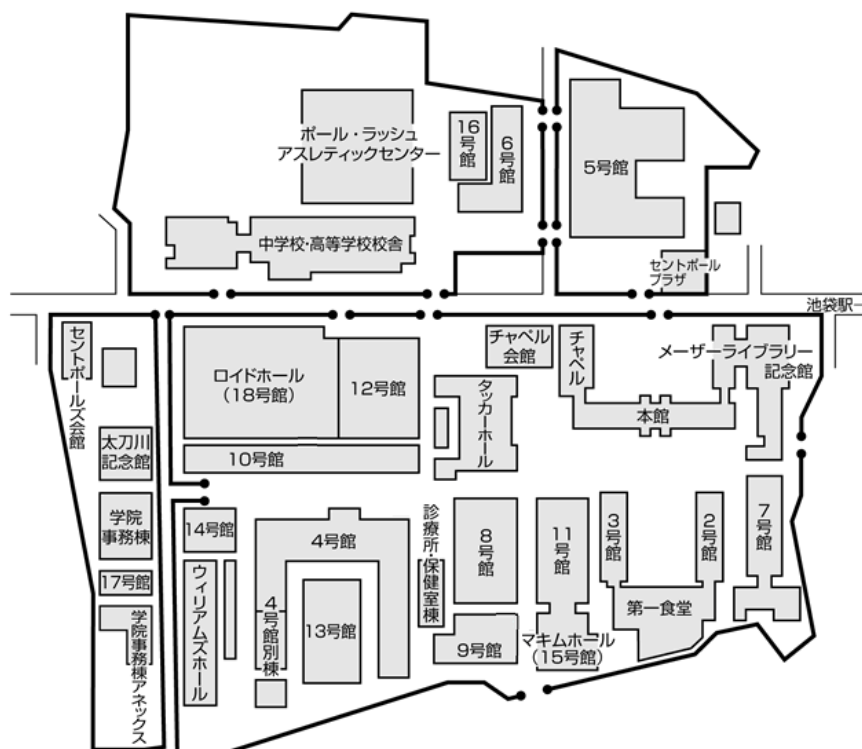 ポール・ラッシュ
アスレティックセンター
16号館
6号館
5号館
中学校・高等学校校舎
セントポール
プラザ
池袋駅
セントポールズ会館
ロイドホール
(18号館)
12号館
チャペル
会館
チャペル
メーザーライブラリー
記念館
タッカーホール
本館
太刀川
記念館
10号館
学院
事務棟
14号館
4号館
診療所・保健室棟
8号館
11号館
3号館
2号館
7号館
17号館
学院事務棟アネックス
ウィリアムズホール
4号館別棟
13号館
9号館
マキムホール
(15号館)
第一食堂